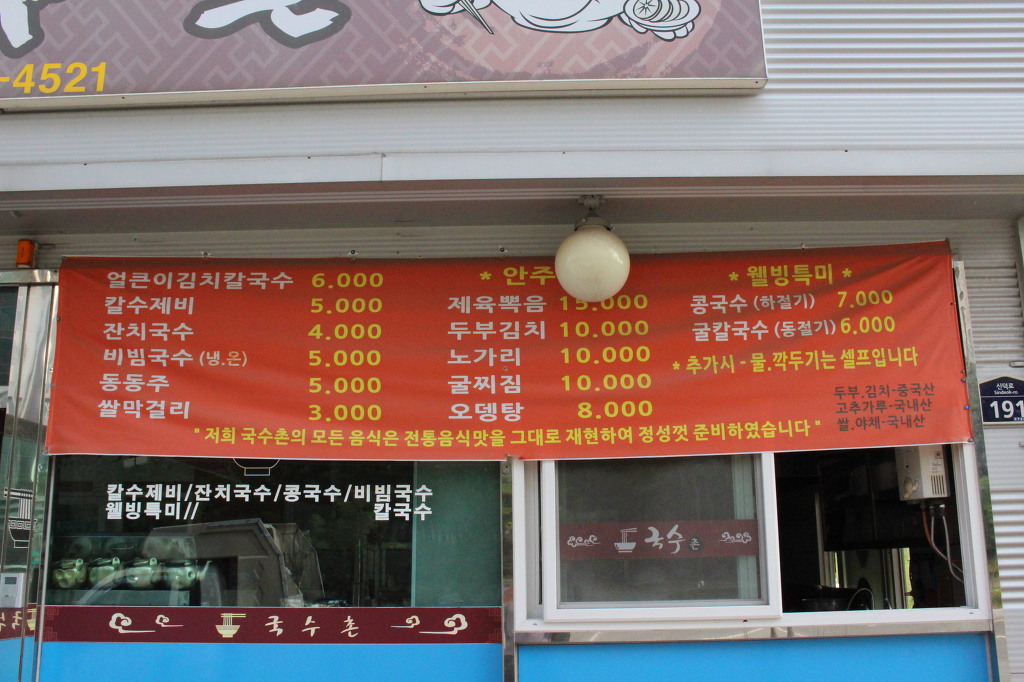 -4521
얼큰이김치칼국수 6.000
칼수제비 5.000
잔치국수 4.000
비빔국수 (냉.온) 5.000
동동주 5.000
쌀막걸리 3.000
* 안주
제육뽁음 15.000
두부김치 10.000
노가리 10.000
굴찌짐 10.000
오뎅탕 8.000
* 웰빙특미 *
콩국수 (하절기) 7.000
굴칼국수 (동절기) 6.000
* 추가시 - 물.깍두기는 셀프입니다
두부.김치-중국산
고추가루-국내산
쌀.야채-국내산
" 저희 국수촌의 모든 음식은 전통음식맛을 그대로 재현하여 정성껏 준비하였습니다 "
신덕로
Sindeok-ro
191
칼수제비/잔치국수/콩국수/비빔국수
웰빙특미// 칼국수
국수촌
국수촌